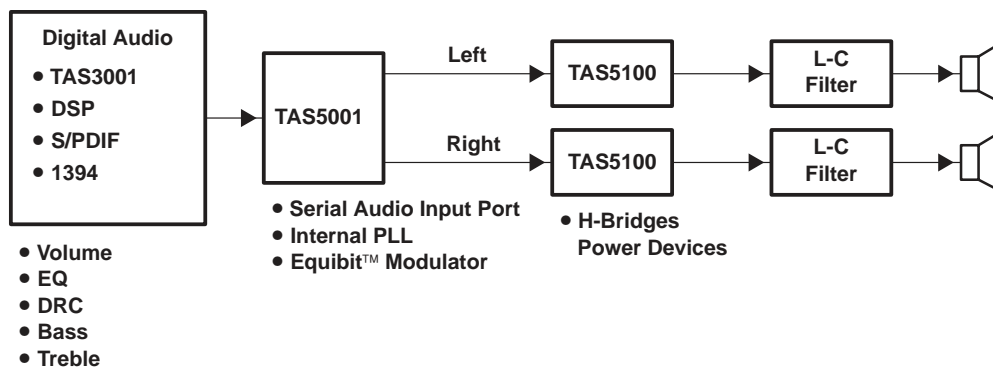 Digital Audio
• TAS3001
• DSP
• S/PDIF
• 1394
• Volume
• EQ
• DRC
• Bass
• Treble
TAS5001
• Serial Audio Input Port
• Internal PLL
• Equibit™ Modulator
Left
Right
TAS5100
TAS5100
• H-Bridges
Power Devices
L-C
Filter
L-C
Filter